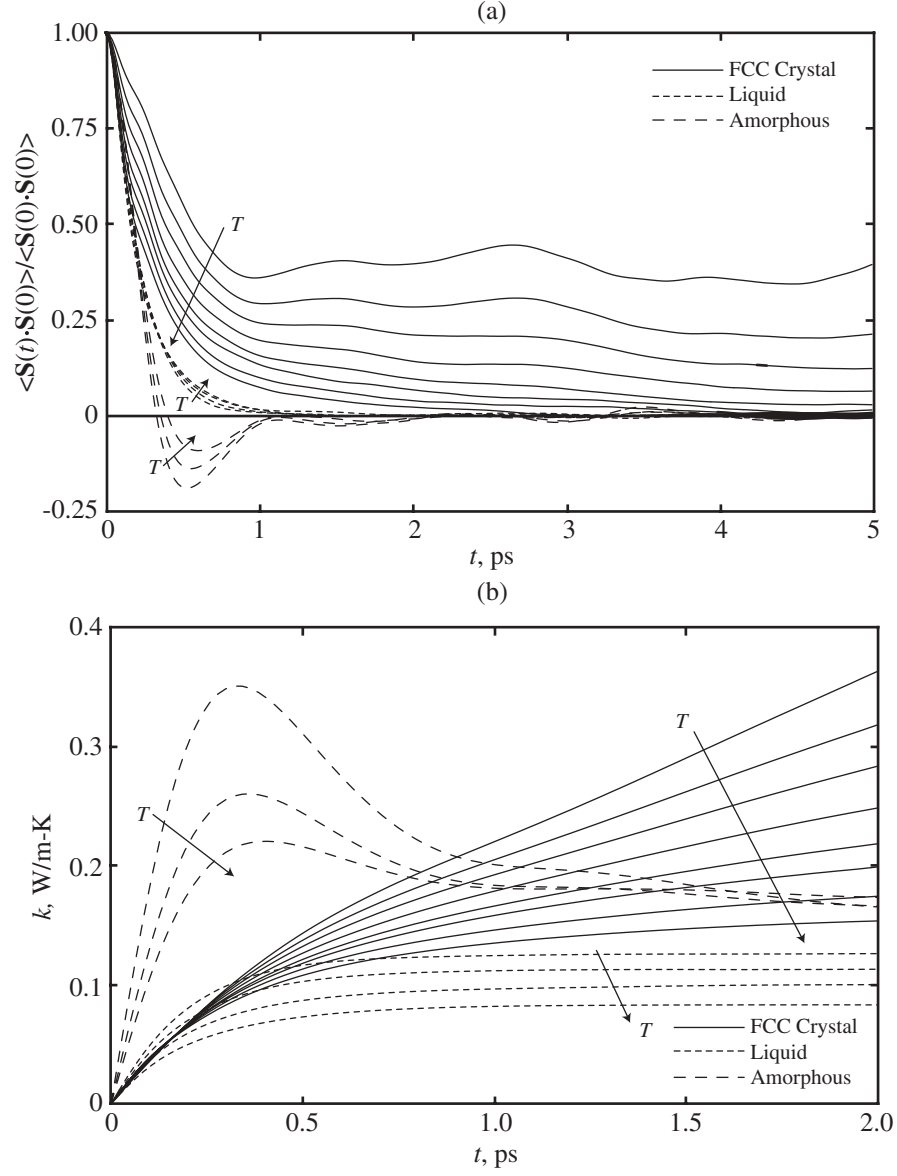 (a)
1.00
0.75
0.50
0.25
0
-0.25
<S(t)·S(0)>/<S(0)·S(0)>
FCC Crystal
Liquid
Amorphous
T
T
T
0 1 2 3 4 5
t, ps
(b)
0.4
0.3
0.2
0.1
0
k, W/m-K
T
T
T
FCC Crystal
Liquid
Amorphous
0 0.5 1.0 1.5 2.0
t, ps